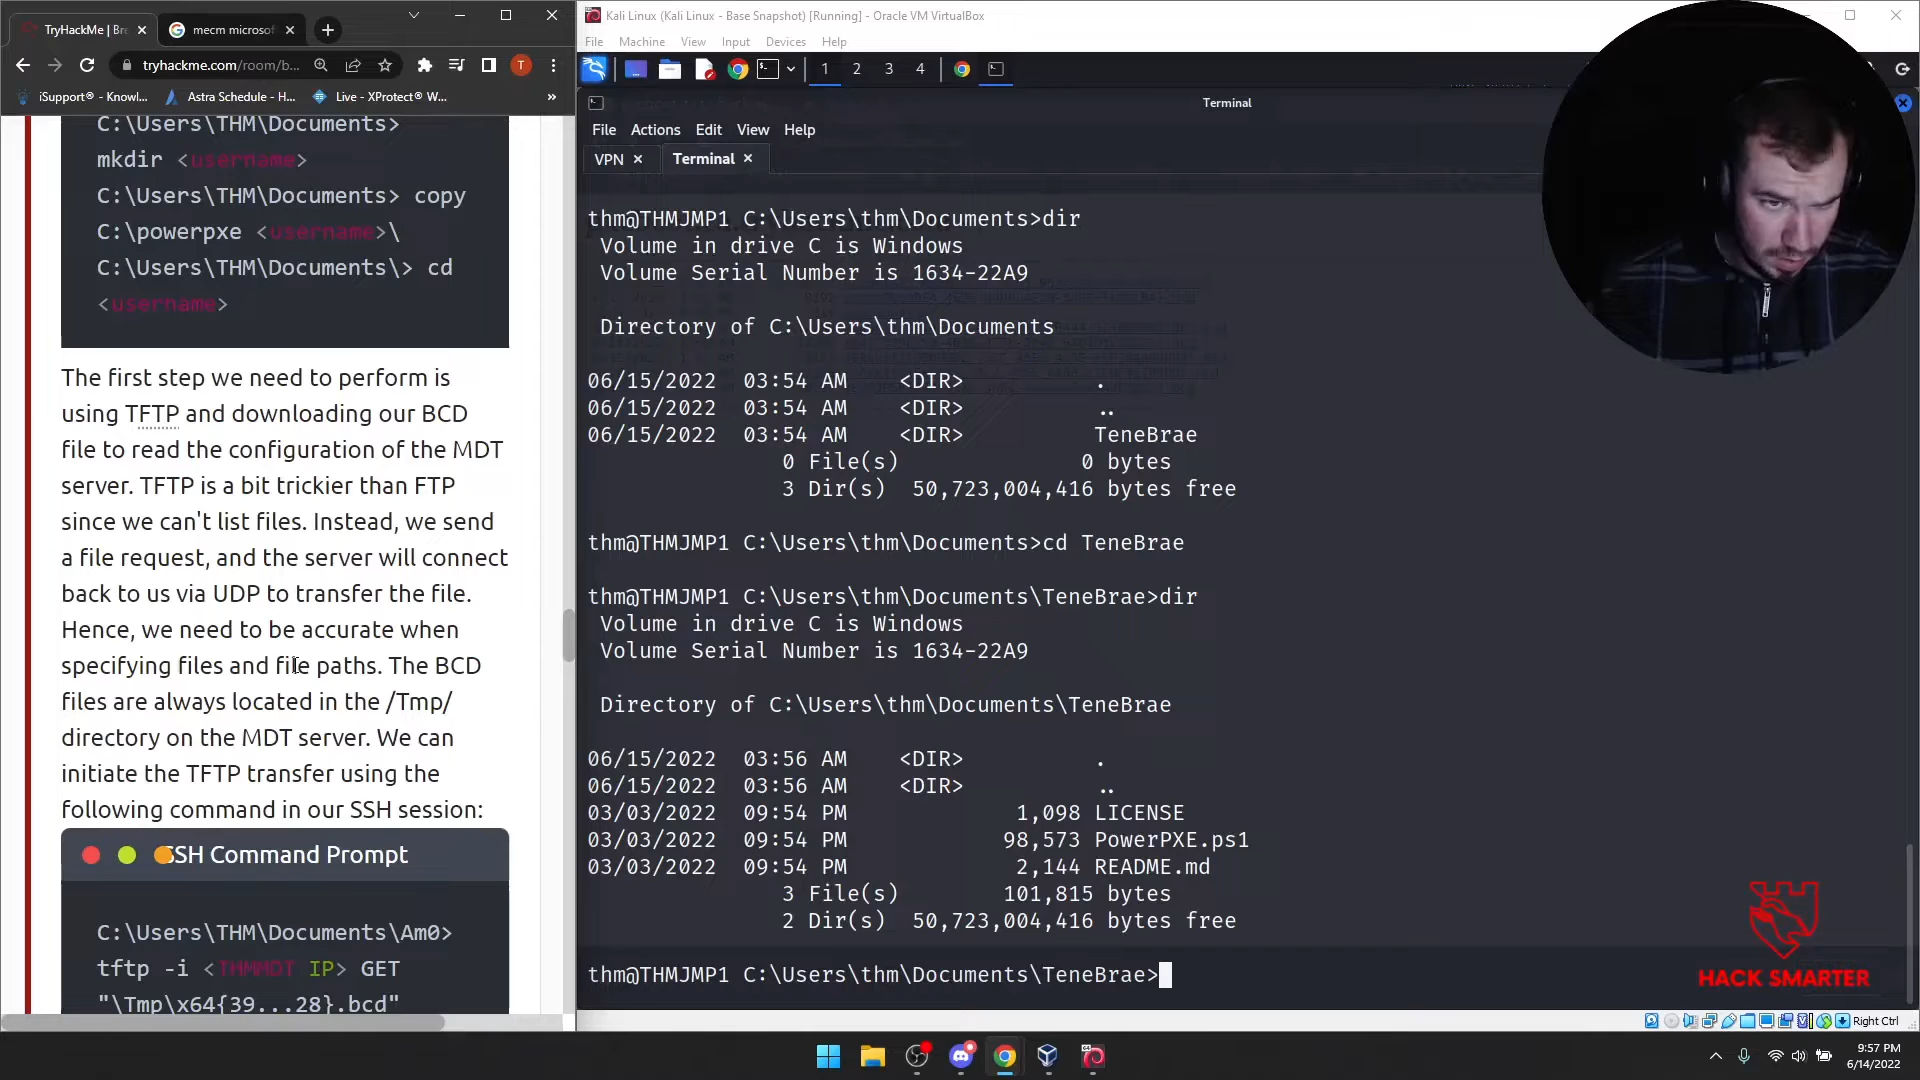 TryHackMe | Bre
mecm microsof
Kali Linux (Kali Linux - Base Snapshot) [Running] - Oracle VM VirtualBox
File Machine View Input Devices Help
tryhackme.com/room/b...
T
iSupport® - Knowl...
Astra Schedule - H...
Live - XProtect® W...
»
1 2 3 4
Terminal
File Actions Edit View Help
VPN
Terminal
C:\Users\THM\Documents>
mkdir <username>
C:\Users\THM\Documents> copy
C:\powerpxe <username>\
C:\Users\THM\Documents\> cd
<username>
The first step we need to perform is
using TFTP and downloading our BCD
file to read the configuration of the MDT
server. TFTP is a bit trickier than FTP
since we can't list files. Instead, we send
a file request, and the server will connect
back to us via UDP to transfer the file.
Hence, we need to be accurate when
specifying files and file paths. The BCD
files are always located in the /Tmp/
directory on the MDT server. We can
initiate the TFTP transfer using the
following command in our SSH session:
SSH Command Prompt
C:\Users\THM\Documents\Am0>
tftp -i <THMMDT IP> GET
"\Tmp\x64{39...28}.bcd"
thm@THMJMP1 C:\Users\thm\Documents>dir
Volume in drive C is Windows
Volume Serial Number is 1634-22A9
Directory of C:\Users\thm\Documents
06/15/2022 03:54 AM <DIR> .
06/15/2022 03:54 AM <DIR> ..
06/15/2022 03:54 AM <DIR> TeneBrae
0 File(s) 0 bytes
3 Dir(s) 50,723,004,416 bytes free
thm@THMJMP1 C:\Users\thm\Documents>cd TeneBrae
thm@THMJMP1 C:\Users\thm\Documents\TeneBrae>dir
Volume in drive C is Windows
Volume Serial Number is 1634-22A9
Directory of C:\Users\thm\Documents\TeneBrae
06/15/2022 03:56 AM <DIR> .
06/15/2022 03:56 AM <DIR> ..
03/03/2022 09:54 PM 1,098 LICENSE
03/03/2022 09:54 PM 98,573 PowerPXE.ps1
03/03/2022 09:54 PM 2,144 README.md
3 File(s) 101,815 bytes
2 Dir(s) 50,723,004,416 bytes free
thm@THMJMP1 C:\Users\thm\Documents\TeneBrae>
HACK SMARTER
Right Ctrl
9:57 PM
6/14/2022